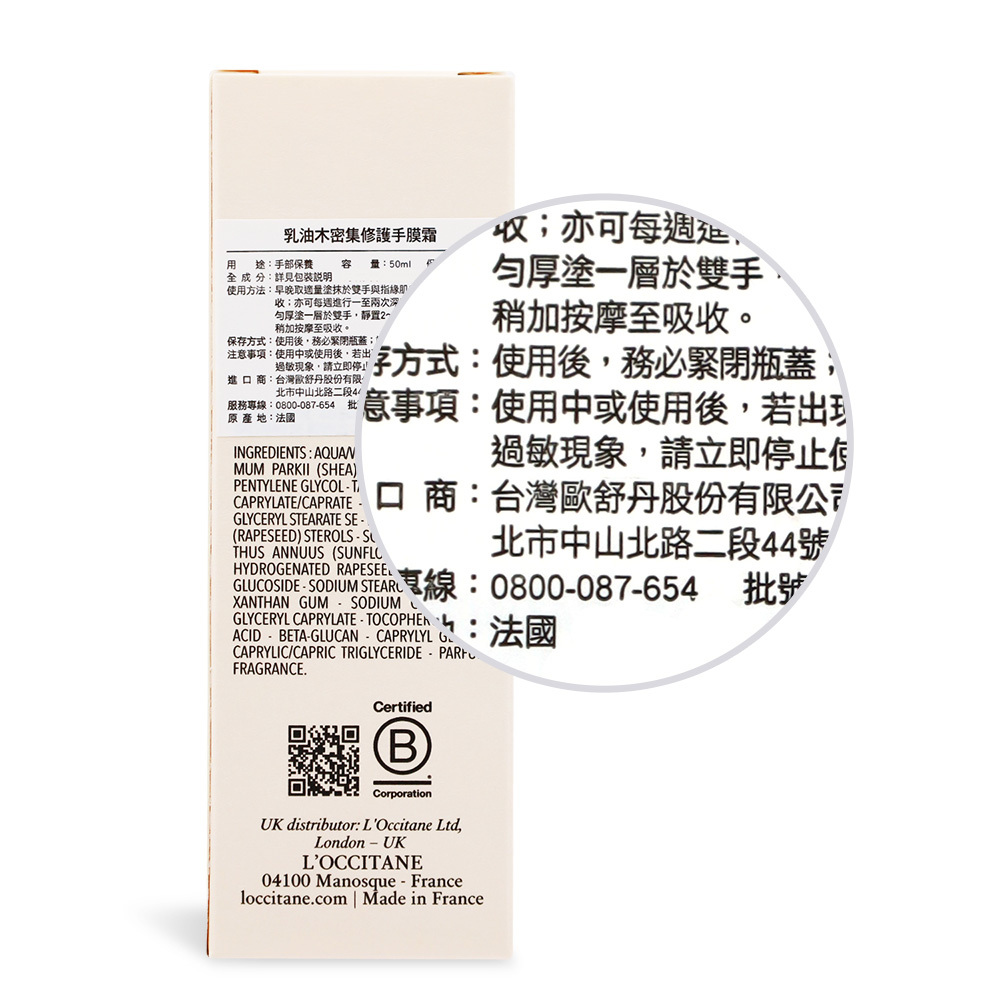 乳油木密集修護手膜霜
用 途：手部保養 容 量：50ml
全 成 分：詳見包裝説明
使用方法：早晚取適量塗抹於雙手與指緣肌
收；亦可每週進行一至兩次深
匀厚塗一層於雙手，靜置2~
稍加按摩至吸收。
保存方式：使用後，務必緊閉瓶蓋；
注意事項：使用中或使用後，若出
過敏現象，請立即停止
進 口 商：台灣歐舒丹股份有限
北市中山北路二段44
服務專線：0800-087-654 批
原 產 地：法國
收；亦可每週進
匀厚塗一層於雙手，
稍加按摩至吸收。
存方式：使用後，務必緊閉瓶蓋；
意事項：使用中或使用後，若出現
過敏現象，請立即停止使
口 商：台灣歐舒丹股份有限公司
北市中山北路二段44號
專線：0800-087-654 批號
：法國
INGREDIENTS : AQUA/
MUM PARKII (SHEA)
PENTYLENE GLYCOL -
CAPRYLATE/CAPRATE -
GLYCERYL STEARATE SE -
(RAPESEED) STEROLS -
THUS ANNUUS
HYDROGENATED
GLUCOSIDE - SODIUM
XANTHAN GUM - SODIUM
GLYCERYL CAPRYLATE -
ACID - BETA-GLUCAN - CAPRYLYL
CAPRYLIC/CAPRIC TRIGLYCERIDE -
FRAGRANCE.
Certified
B
Corporation
UK distributor: L'Occitane Ltd,
London – UK
L'OCCITANE
04100 Manosque - France
loccitane.com | Made in France